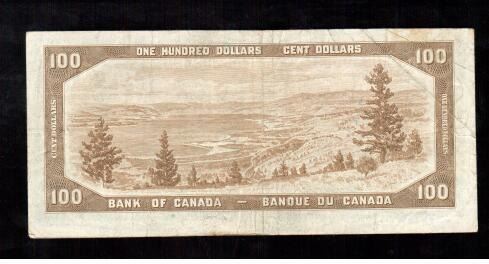 ONE HUNDRED DOLLARS CENT DOLLARS
100 100
CENT DOLLARS
ONE HUNDRED DOLLARS
100 100
BANK OF CANADA — BANQUE DU CANADA